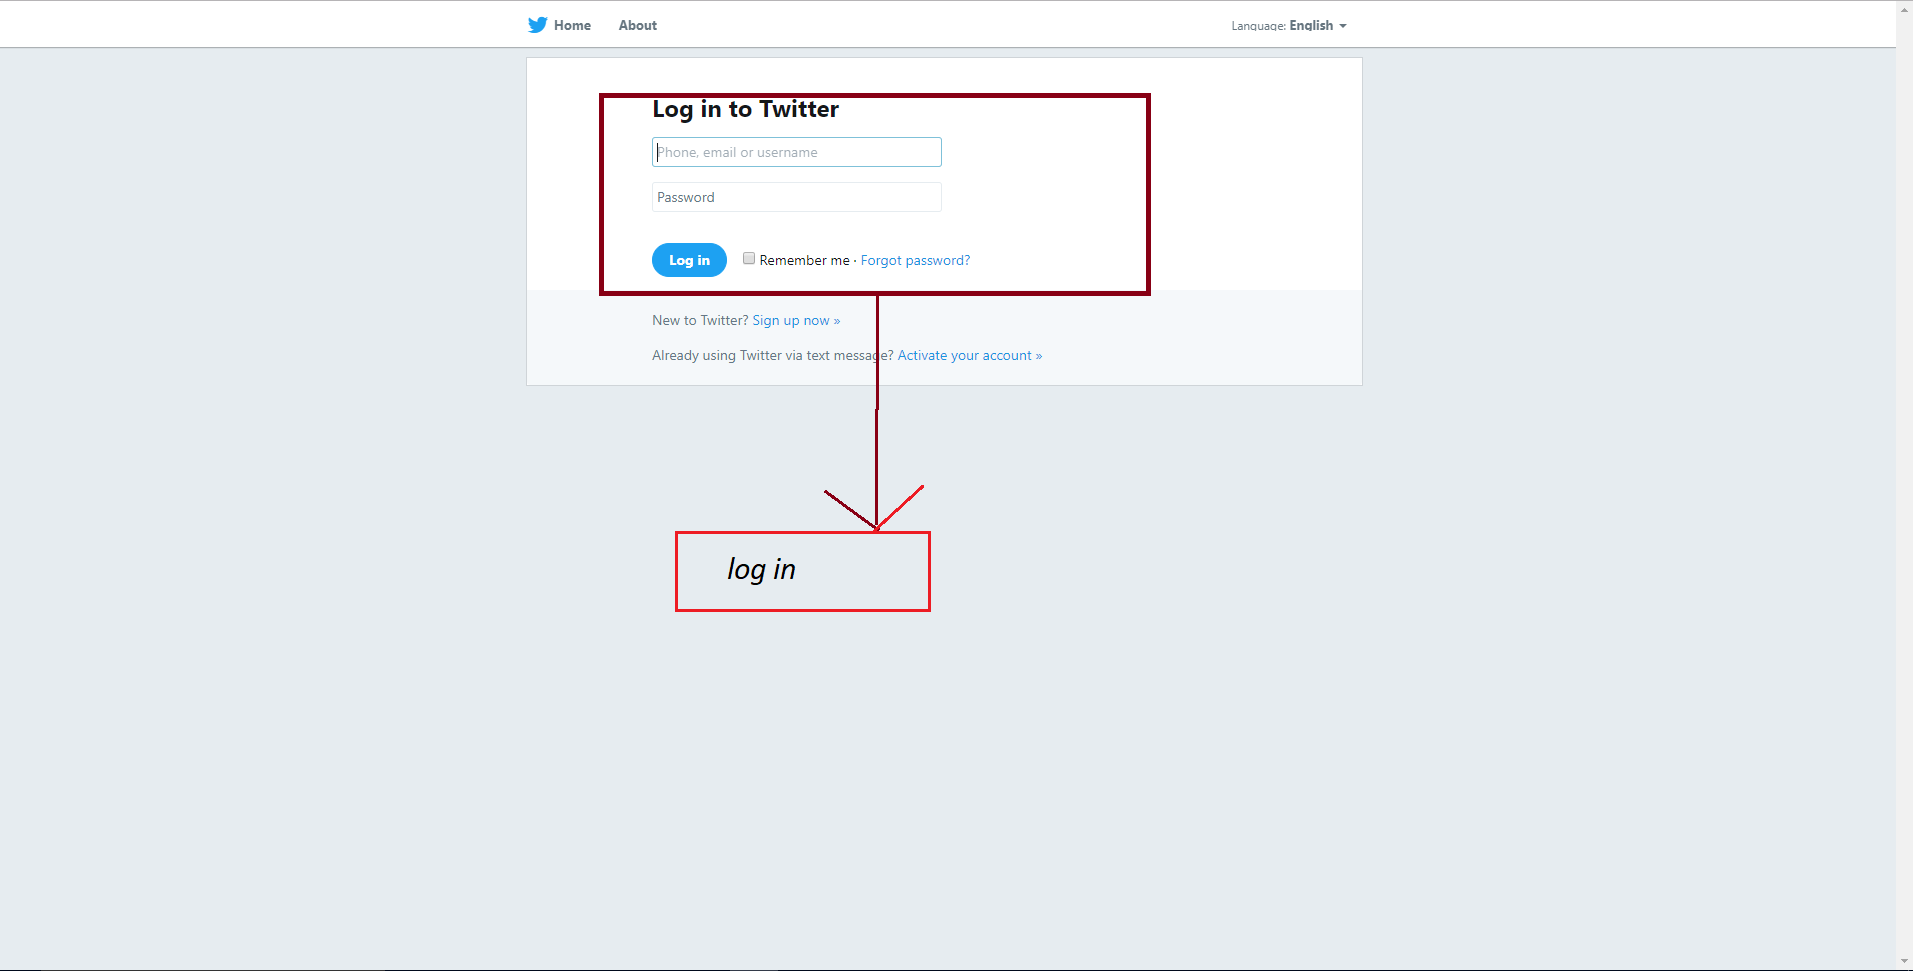 Home About Language: English
Log in to Twitter
Phone, email or username
Password
Log in Remember me · Forgot password?
New to Twitter? Sign up now »
Already using Twitter via text message? Activate your account »
log in